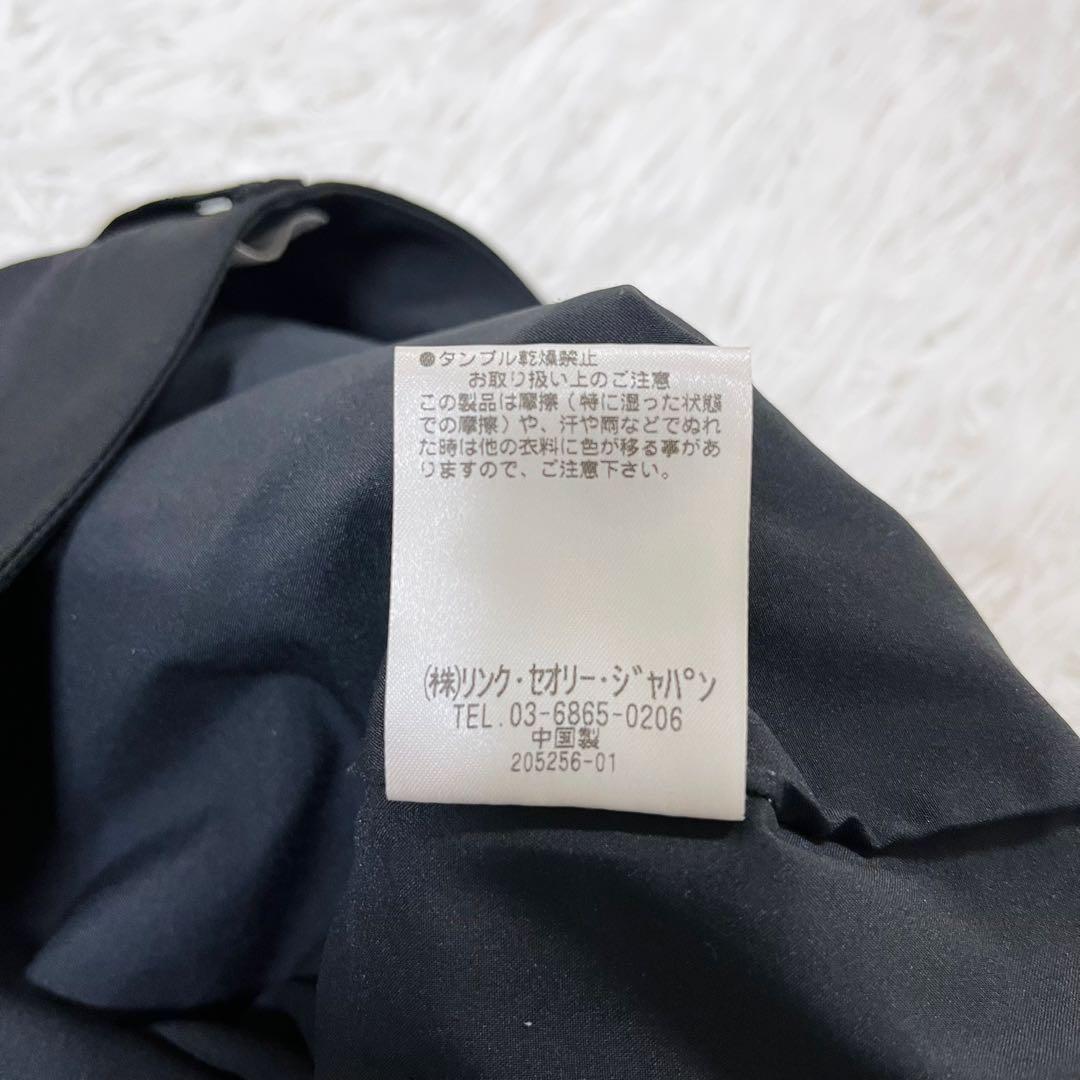 ●タンブル乾燥禁止
お取り扱い上のご注意
この製品は摩擦(特に湿った状態
での摩擦)や、汗や雨などでぬれ
た時は他の衣料に色が移る事があ
りますので、ご注意下さい。
(株)リンク・セオリー・ジャパン
TEL.03-6865-0206
中国製
205256-01